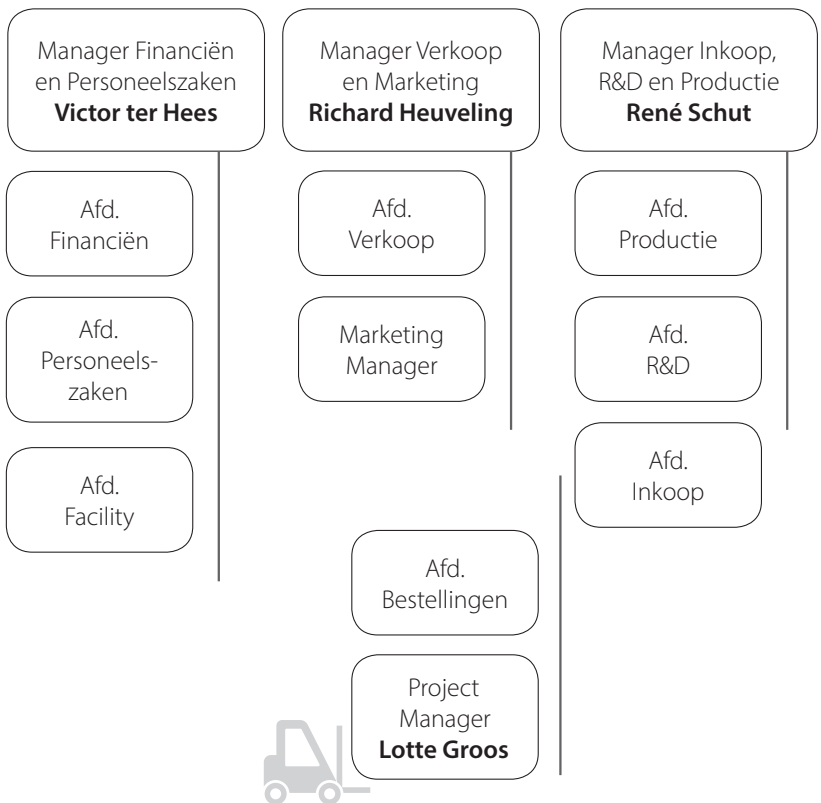 Manager Financiën
en Personeelszaken
Victor ter Hees
Afd.
Financiën
Afd.
Personeels-
zaken
Afd.
Facility
Manager Verkoop
en Marketing
Richard Heuveling
Afd.
Verkoop
Marketing
Manager
Afd.
Bestellingen
Project
Manager
Lotte Groos
Manager Inkoop,
R&D en Productie
René Schut
Afd.
Productie
Afd.
R&D
Afd.
Inkoop